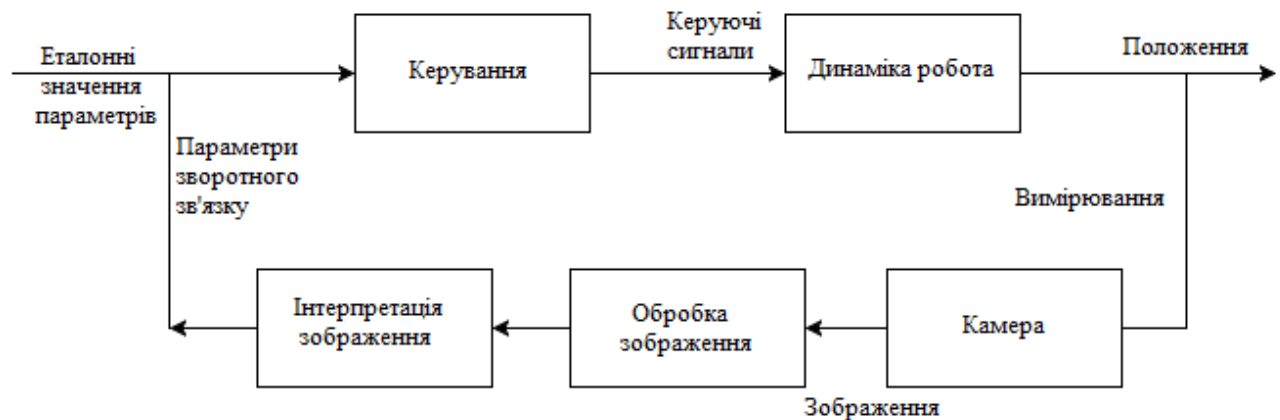 Еталонні
значення
параметрів
Керування
Керуючі
сигнали
Динаміка робота
Положення
Параметри
зворотного
зв'язку
Вимірювання
Інтерпретація
зображення
Обробка
зображення
Камера
Зображення